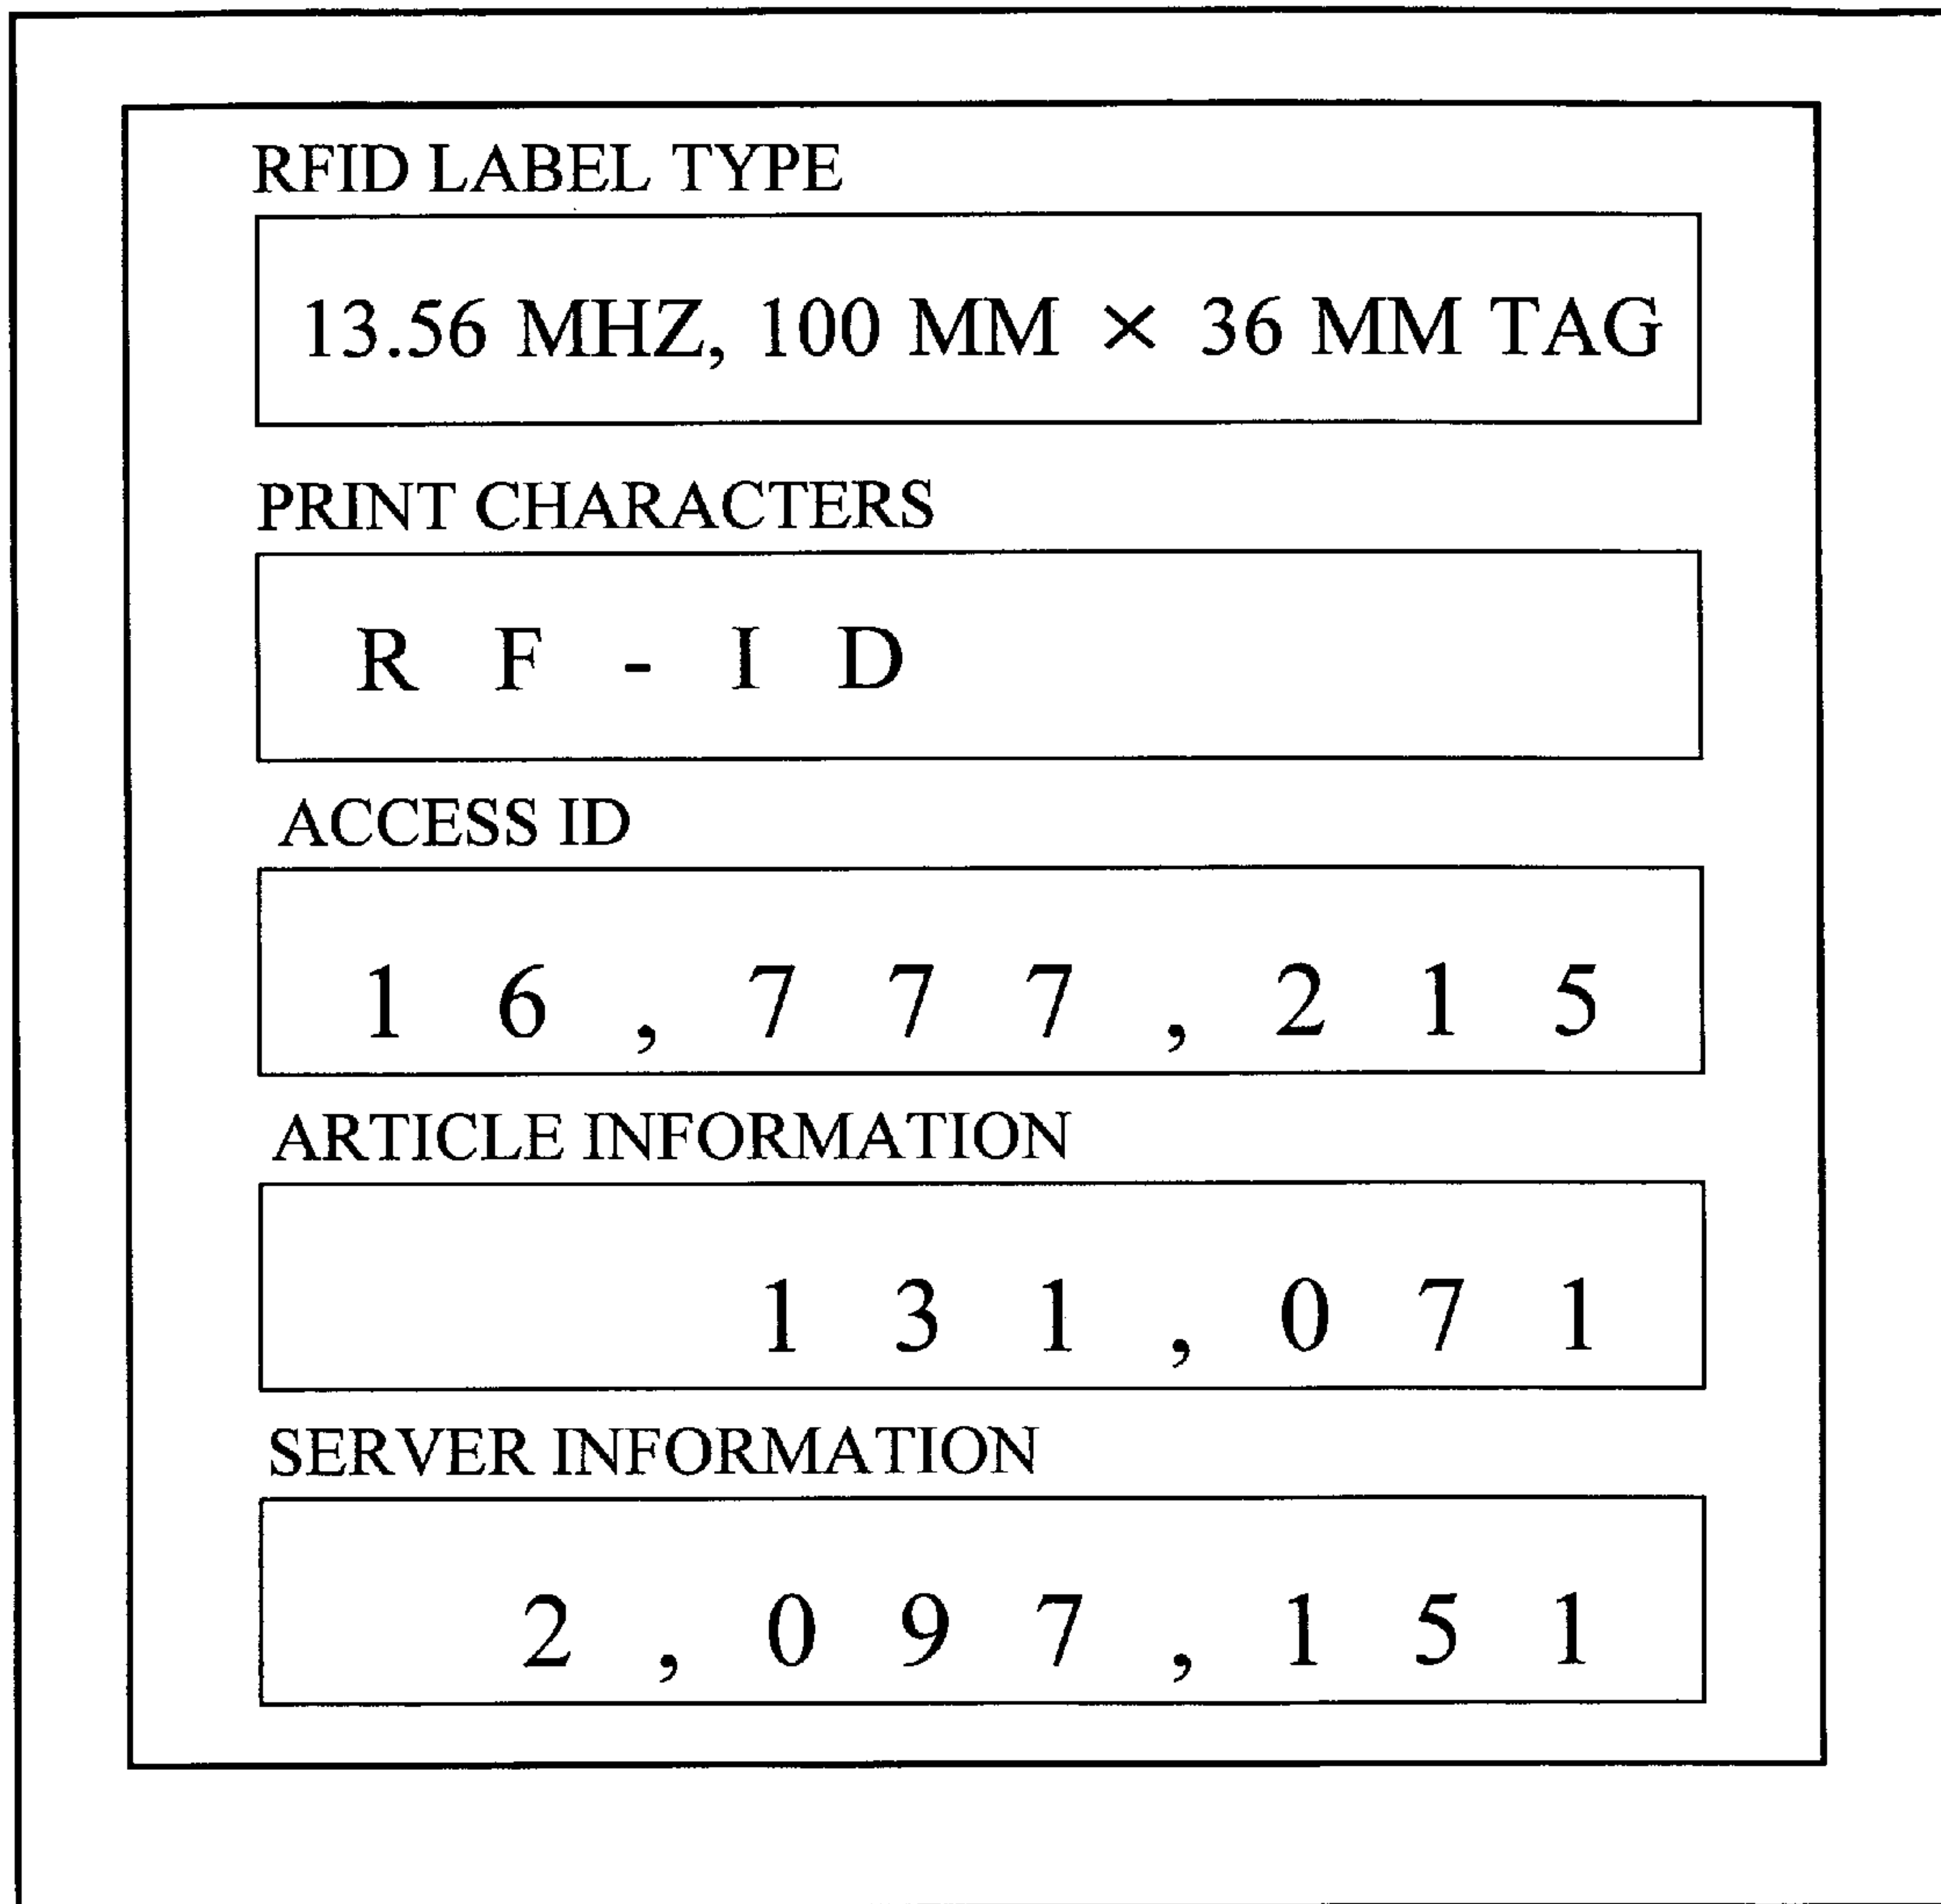 RFID LABEL TYPE
13.56 MHZ, 100 MM × 36 MM TAG
PRINT CHARACTERS
R F - I D
ACCESS ID
1 6 , 7 7 7 , 2 1 5
ARTICLE INFORMATION
1 3 1 , 0 7 1
SERVER INFORMATION
2 , 0 9 7 , 1 5 1